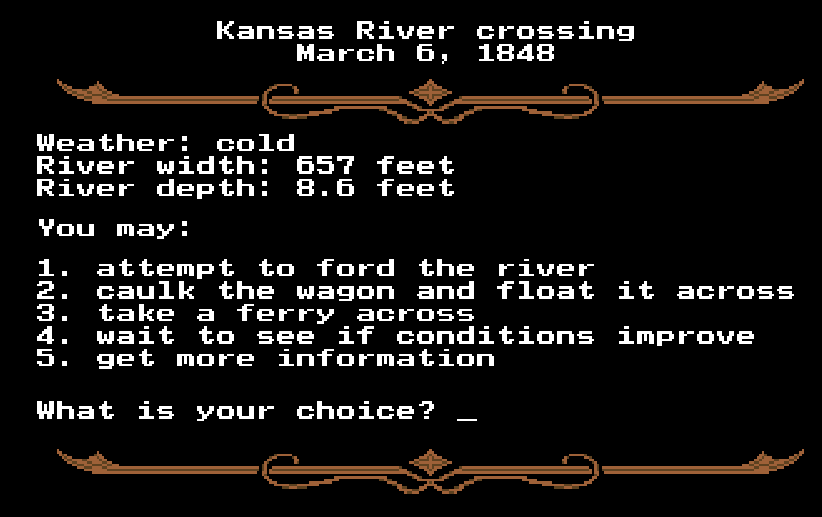 Kansas River crossing
March 6, 1848
Weather: cold
River width: 657 feet
River depth: 8.6 feet
You may:
1. attempt to ford the river
2. caulk the wagon and float it across
3. take a ferry across
4. wait to see if conditions improve
5. get more information
What is your choice? _